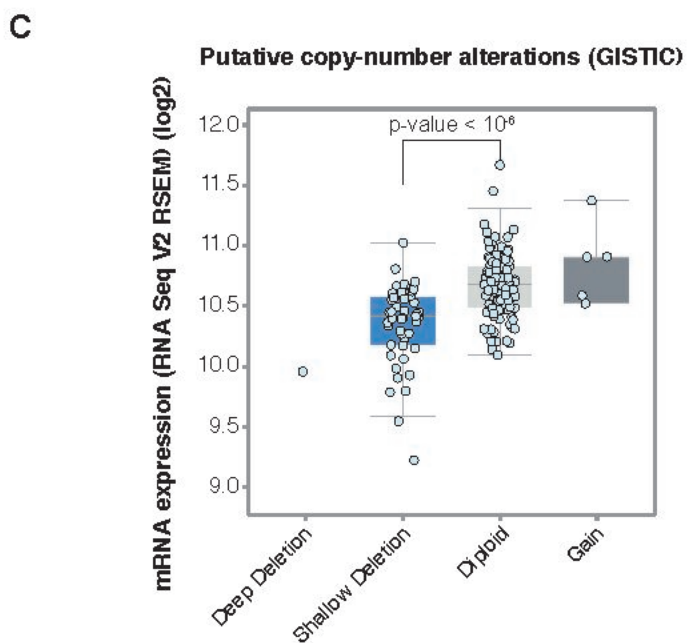 C
Putative copy-number alterations (GISTIC)
mRNA expression (RNA Seq V2 RSEM) (log2)
p-value < 10⁻⁶
12.0
11.5
11.0
10.5
10.0
9.5
9.0
Deep Deletion
Shallow Deletion
Diploid
Gain